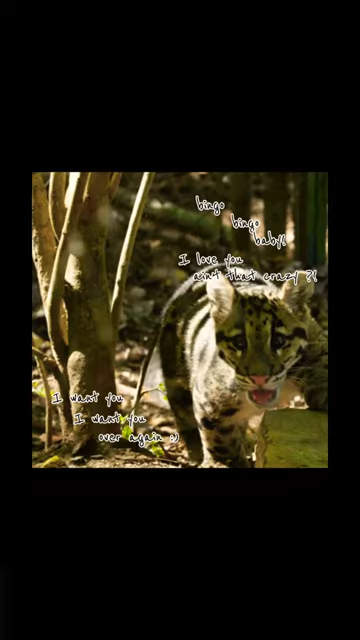 bingo
bingo
baby!
I love you
ain't that crazy ?!
I want you
I want you
over again :)